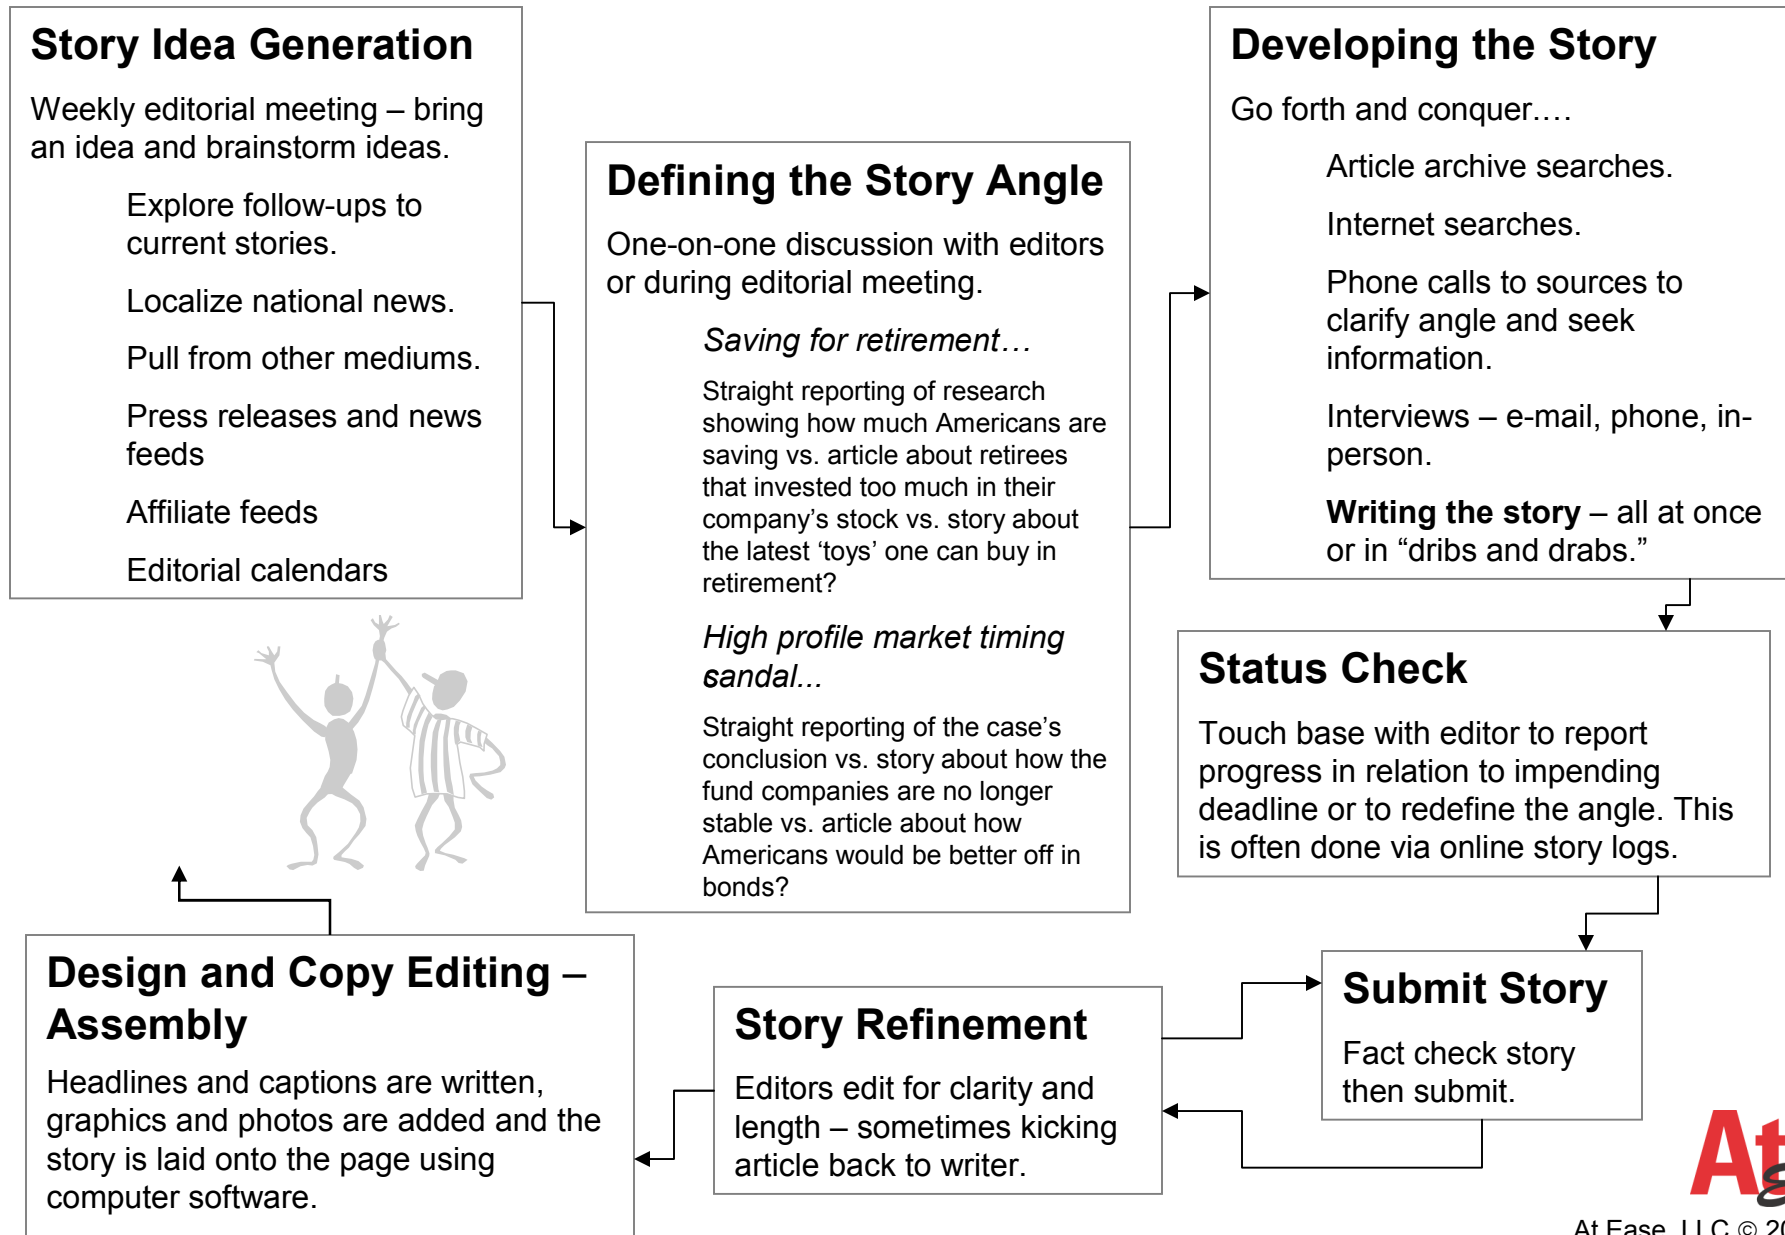 Story Idea Generation
Weekly editorial meeting – bring
an idea and brainstorm ideas.
Explore follow-ups to
current stories.
Localize national news.
Pull from other mediums.
Press releases and news
feeds
Affiliate feeds
Editorial calendars
Defining the Story Angle
One-on-one discussion with editors
or during editorial meeting.
Saving for retirement…
Straight reporting of research
showing how much Americans are
saving vs. article about retirees
that invested too much in their
company’s stock vs. story about
the latest ‘toys’ one can buy in
retirement?
High profile market timing
sandal...
Straight reporting of the case’s
conclusion vs. story about how the
fund companies are no longer
stable vs. article about how
Americans would be better off in
bonds?
Developing the Story
Go forth and conquer.…
Article archive searches.
Internet searches.
Phone calls to sources to
clarify angle and seek
information.
Interviews – e-mail, phone, in-
person.
Writing the story – all at once
or in “dribs and drabs.”
Status Check
Touch base with editor to report
progress in relation to impending
deadline or to redefine the angle. This
is often done via online story logs.
Submit Story
Fact check story
then submit.
Story Refinement
Editors edit for clarity and
length – sometimes kicking
article back to writer.
Design and Copy Editing –
Assembly
Headlines and captions are written,
graphics and photos are added and the
story is laid onto the page using
computer software.
At
At Ease, LLC © 20